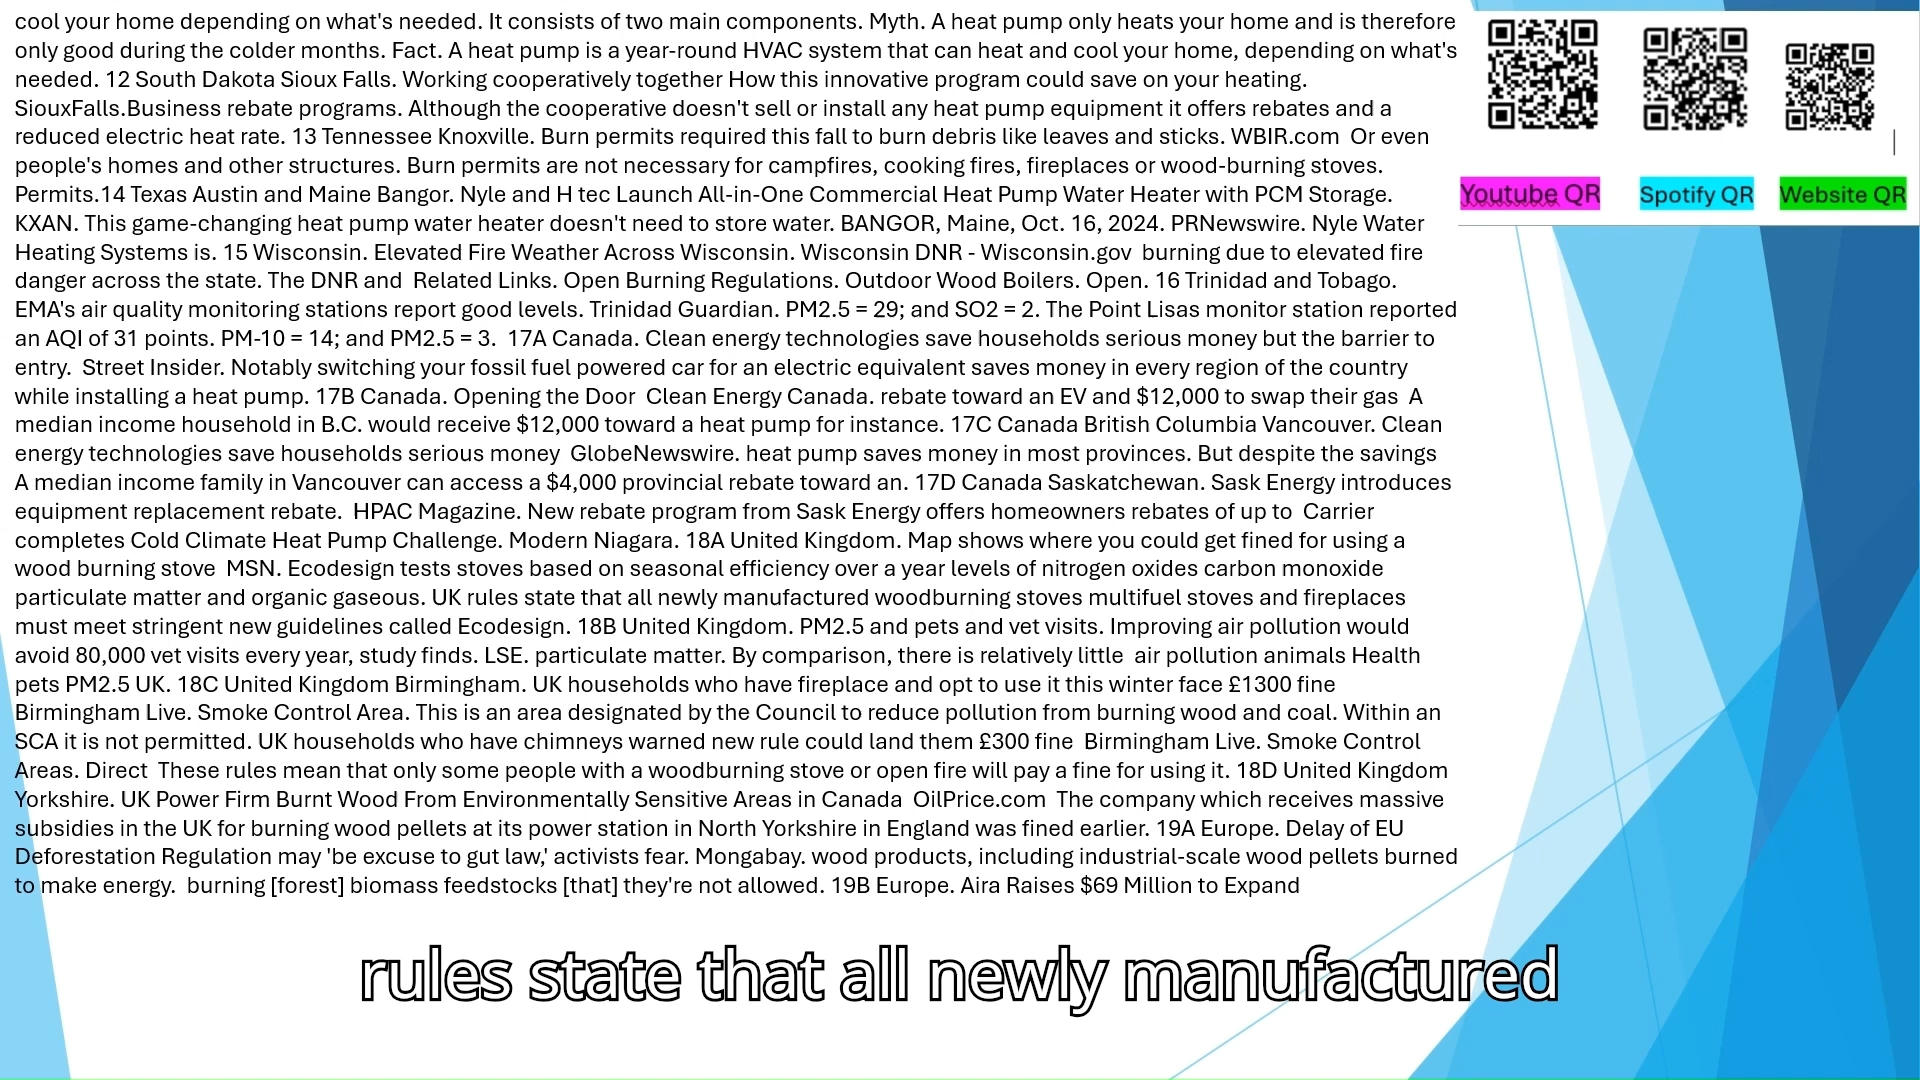 cool your home depending on what's needed. It consists of two main components. Myth. A heat pump only heats your home and is therefore
only good during the colder months. Fact. A heat pump is a year-round HVAC system that can heat and cool your home, depending on what's
needed. 12 South Dakota Sioux Falls. Working cooperatively together How this innovative program could save on your heating.
SiouxFalls.Business rebate programs. Although the cooperative doesn't sell or install any heat pump equipment it offers rebates and a
reduced electric heat rate. 13 Tennessee Knoxville. Burn permits required this fall to burn debris like leaves and sticks. WBIR.com  Or even
people's homes and other structures. Burn permits are not necessary for campfires, cooking fires, fireplaces or wood-burning stoves.
Permits.14 Texas Austin and Maine Bangor. Nyle and H tec Launch All-in-One Commercial Heat Pump Water Heater with PCM Storage.
KXAN. This game-changing heat pump water heater doesn't need to store water. BANGOR, Maine, Oct. 16, 2024. PRNewswire. Nyle Water
Heating Systems is. 15 Wisconsin. Elevated Fire Weather Across Wisconsin. Wisconsin DNR - Wisconsin.gov  burning due to elevated fire
danger across the state. The DNR and  Related Links. Open Burning Regulations. Outdoor Wood Boilers. Open. 16 Trinidad and Tobago.
EMA's air quality monitoring stations report good levels. Trinidad Guardian. PM2.5 = 29; and SO2 = 2. The Point Lisas monitor station reported
an AQI of 31 points. PM-10 = 14; and PM2.5 = 3.  17A Canada. Clean energy technologies save households serious money but the barrier to
entry.  Street Insider. Notably switching your fossil fuel powered car for an electric equivalent saves money in every region of the country
while installing a heat pump. 17B Canada. Opening the Door  Clean Energy Canada. rebate toward an EV and $12,000 to swap their gas  A
median income household in B.C. would receive $12,000 toward a heat pump for instance. 17C Canada British Columbia Vancouver. Clean
energy technologies save households serious money  GlobeNewswire. heat pump saves money in most provinces. But despite the savings
A median income family in Vancouver can access a $4,000 provincial rebate toward an. 17D Canada Saskatchewan. Sask Energy introduces
equipment replacement rebate.  HPAC Magazine. New rebate program from Sask Energy offers homeowners rebates of up to  Carrier
completes Cold Climate Heat Pump Challenge. Modern Niagara. 18A United Kingdom. Map shows where you could get fined for using a
wood burning stove  MSN. Ecodesign tests stoves based on seasonal efficiency over a year levels of nitrogen oxides carbon monoxide
particulate matter and organic gaseous. UK rules state that all newly manufactured woodburning stoves multifuel stoves and fireplaces
must meet stringent new guidelines called Ecodesign. 18B United Kingdom. PM2.5 and pets and vet visits. Improving air pollution would
avoid 80,000 vet visits every year, study finds. LSE. particulate matter. By comparison, there is relatively little  air pollution animals Health
pets PM2.5 UK. 18C United Kingdom Birmingham. UK households who have fireplace and opt to use it this winter face £1300 fine
Birmingham Live. Smoke Control Area. This is an area designated by the Council to reduce pollution from burning wood and coal. Within an
SCA it is not permitted. UK households who have chimneys warned new rule could land them £300 fine  Birmingham Live. Smoke Control
Areas. Direct  These rules mean that only some people with a woodburning stove or open fire will pay a fine for using it. 18D United Kingdom
Yorkshire. UK Power Firm Burnt Wood From Environmentally Sensitive Areas in Canada  OilPrice.com  The company which receives massive
subsidies in the UK for burning wood pellets at its power station in North Yorkshire in England was fined earlier. 19A Europe. Delay of EU
Deforestation Regulation may 'be excuse to gut law,' activists fear. Mongabay. wood products, including industrial-scale wood pellets burned
to make energy.  burning [forest] biomass feedstocks [that] they're not allowed. 19B Europe. Aira Raises $69 Million to Expand
Youtube QR
Spotify QR
Website QR
rules state that all newly manufactured